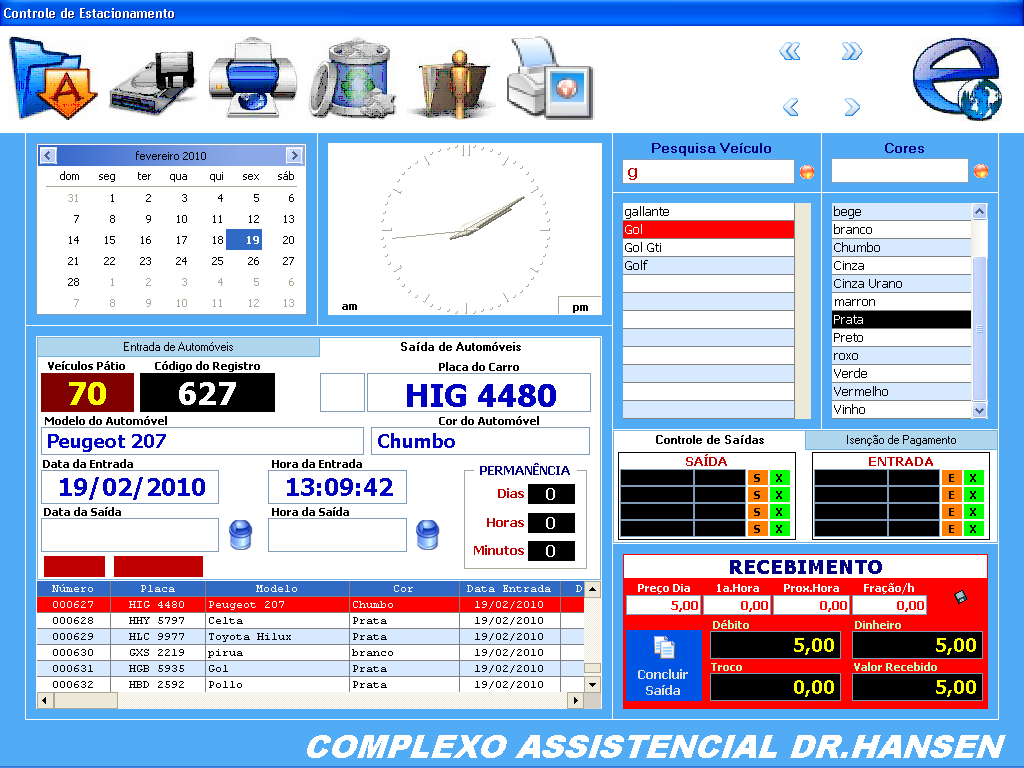 Controle de Estacionamento
fevereiro 2010
dom seg ter qua qui sex sáb
31 1 2 3 4 5 6
7 8 9 10 11 12 13
14 15 16 17 18 19 20
21 22 23 24 25 26 27
28 1 2 3 4 5 6
7 8 9 10 11 12 13
am pm
Pesquisa Veículo
g
gallante
Gol
Gol Gti
Golf
Cores
bege
branco
Chumbo
Cinza
Cinza Urano
marron
Prata
Preto
roxo
Verde
Vermelho
Vinho
Entrada de Automóveis Saída de Automóveis
Veículos Pátio Código do Registro Placa do Carro
70 627 HIG 4480
Modelo do Automóvel Cor do Automóvel
Peugeot 207 Chumbo
Data da Entrada Hora da Entrada
19/02/2010 13:09:42
Data da Saída Hora da Saída
PERMANÊNCIA
Dias 0
Horas 0
Minutos 0
Número Placa Modelo Cor Data Entrada D
000627 HIG 4480 Peugeot 207 Chumbo 19/02/2010
000628 HHY 5797 Celta Prata 19/02/2010
000629 HLC 9977 Toyota Hilux Prata 19/02/2010
000630 GXS 2219 pirua branco 19/02/2010
000631 HGB 5935 Gol Prata 19/02/2010
000632 HBD 2592 Pollo Prata 19/02/2010
Controle de Saídas Isenção de Pagamento
SAÍDA ENTRADA
S X E X
S X E X
S X E X
S X E X
RECEBIMENTO
Preço Dia 1a.Hora Prox.Hora Fração/h
5,00 0,00 0,00 0,00
Débito Dinheiro
5,00 5,00
Concluir Saída
Troco Valor Recebido
0,00 5,00
COMPLEXO ASSISTENCIAL DR.HANSEN